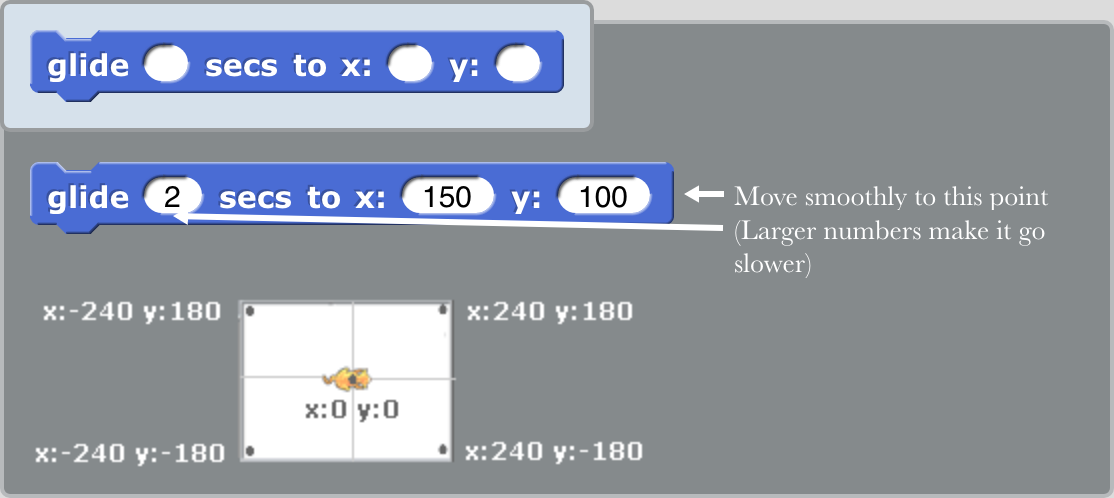 glide secs to x: y:
glide 2 secs to x: 150 y: 100
Move smoothly to this point
(Larger numbers make it go
slower)
x:-240 y:180
x:240 y:180
x:0 y:0
x:-240 y:-180
x:240 y:-180